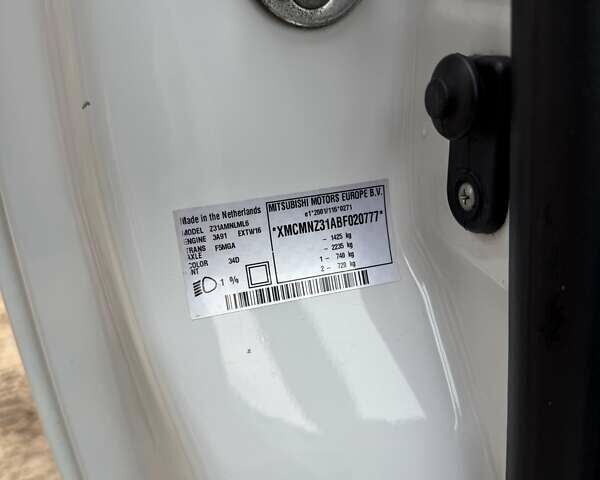 Made in the Netherlands
MODEL Z31AMNLML6
ENGINE 3A91 EXTW16
TRANS F5MGA
AXLE
COLOR 34D
INT
1 %
MITSUBISHI MOTORS EUROPE B.V.
e1*2001/116*0271
*XMCMNZ31ABF020777*
– 1425 kg
– 2235 kg
1 – 740 kg
2 – 720 kg